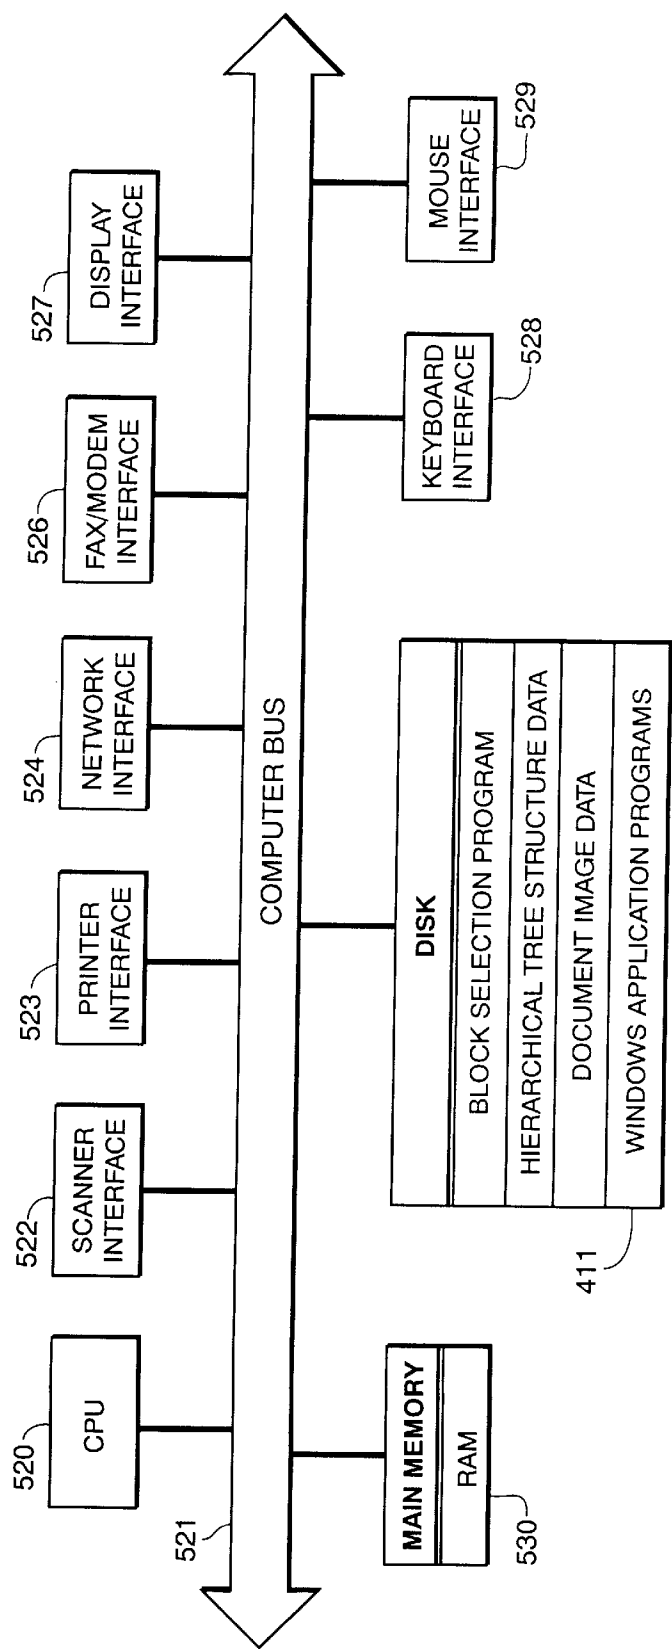 520
CPU
522
SCANNER
INTERFACE
523
PRINTER
INTERFACE
524
NETWORK
INTERFACE
526
FAX/MODEM
INTERFACE
527
DISPLAY
INTERFACE
521
COMPUTER BUS
MAIN MEMORY
RAM
530
DISK
BLOCK SELECTION PROGRAM
HIERARCHICAL TREE STRUCTURE DATA
DOCUMENT IMAGE DATA
WINDOWS APPLICATION PROGRAMS
411
KEYBOARD
INTERFACE
528
MOUSE
INTERFACE
529